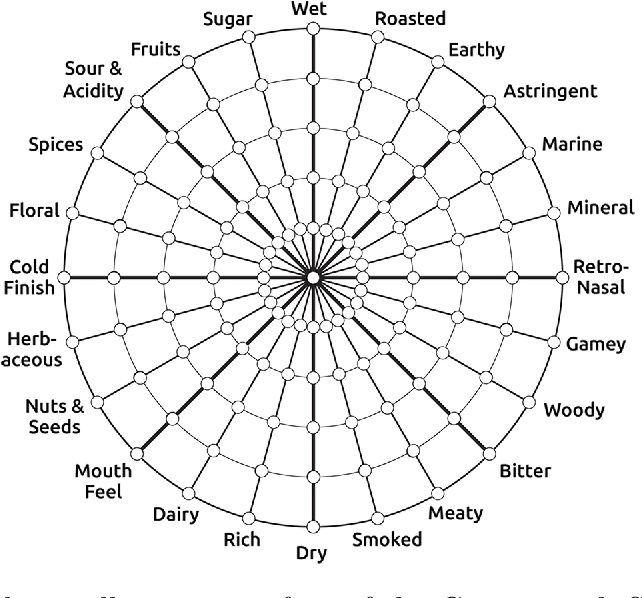 Wet
Sugar
Roasted
Fruits
Earthy
Sour &
Acidity
Astringent
Spices
Marine
Floral
Mineral
Cold
Finish
Retro-
Nasal
Herb-
aceous
Gamey
Nuts &
Seeds
Woody
Mouth
Feel
Bitter
Dairy
Meaty
Rich
Smoked
Dry